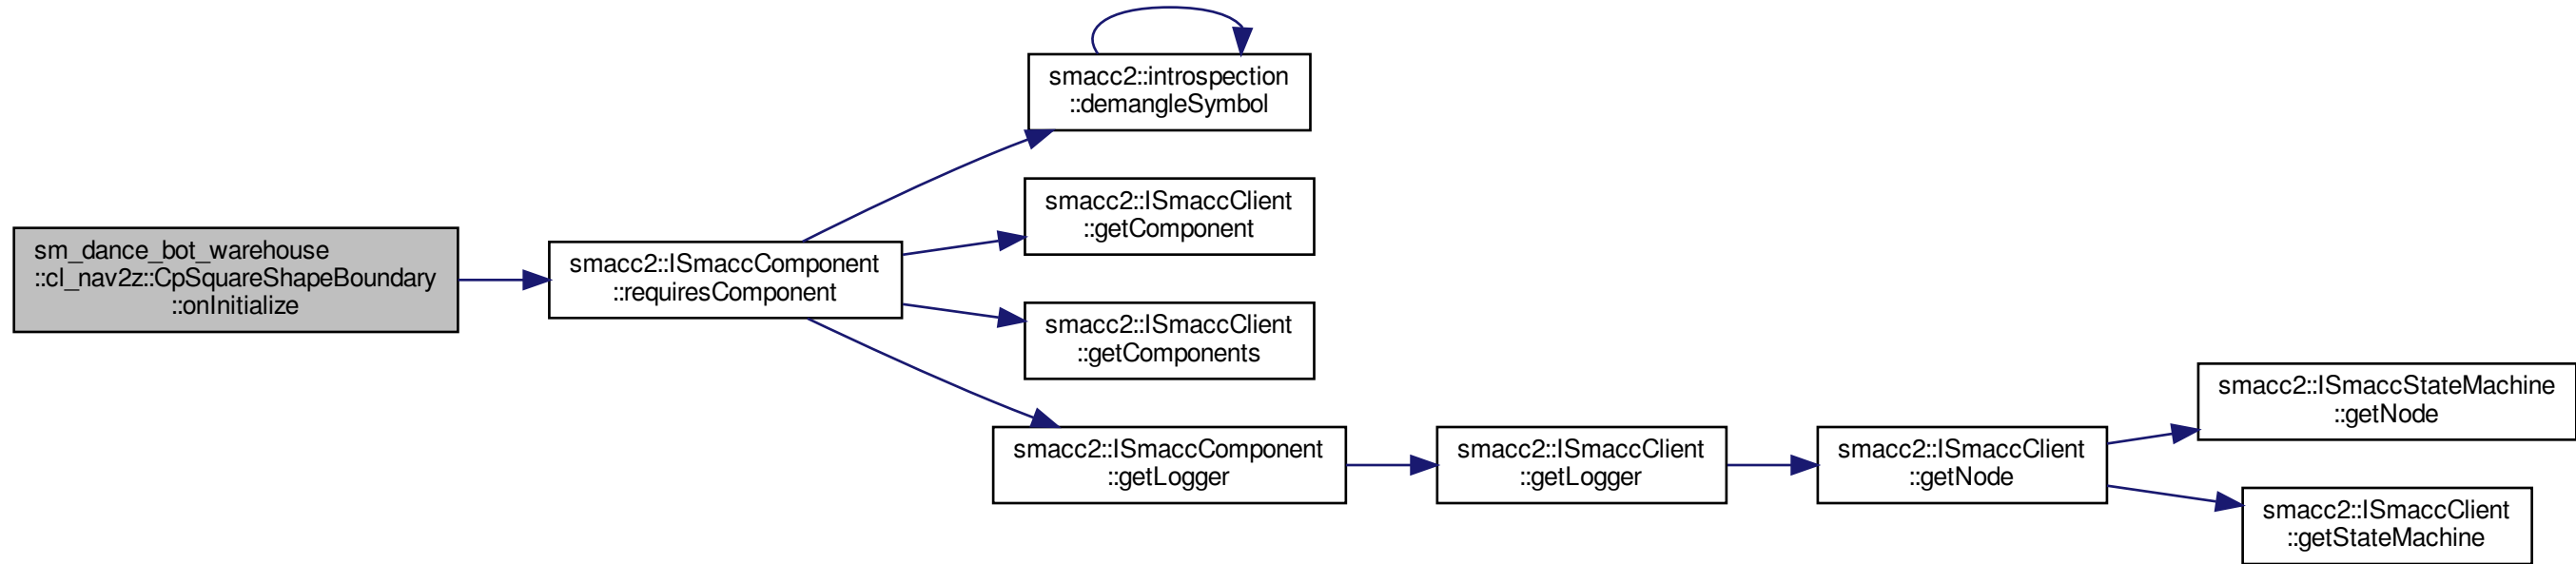 sm_dance_bot_warehouse
::cl_nav2z::CpSquareShapeBoundary
::onInitialize
smacc2::ISmaccComponent
::requiresComponent
smacc2::introspection
::demangleSymbol
smacc2::ISmaccClient
::getComponent
smacc2::ISmaccClient
::getComponents
smacc2::ISmaccComponent
::getLogger
smacc2::ISmaccClient
::getLogger
smacc2::ISmaccClient
::getNode
smacc2::ISmaccStateMachine
::getNode
smacc2::ISmaccClient
::getStateMachine